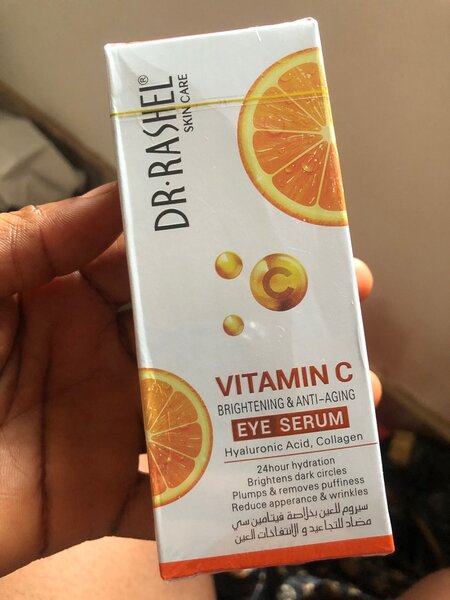 DR·RASHEL®
SKIN CARE
C
VITAMIN C
BRIGHTENING & ANTI-AGING
EYE SERUM
Hyaluronic Acid, Collagen
24hour hydration
Brightens dark circles
Plumps & removes puffiness
Reduce apperance & wrinkles
سيروم للعين بخلاصة فيتامين سي
مضاد للتجاعيد و الانتفاخات العين